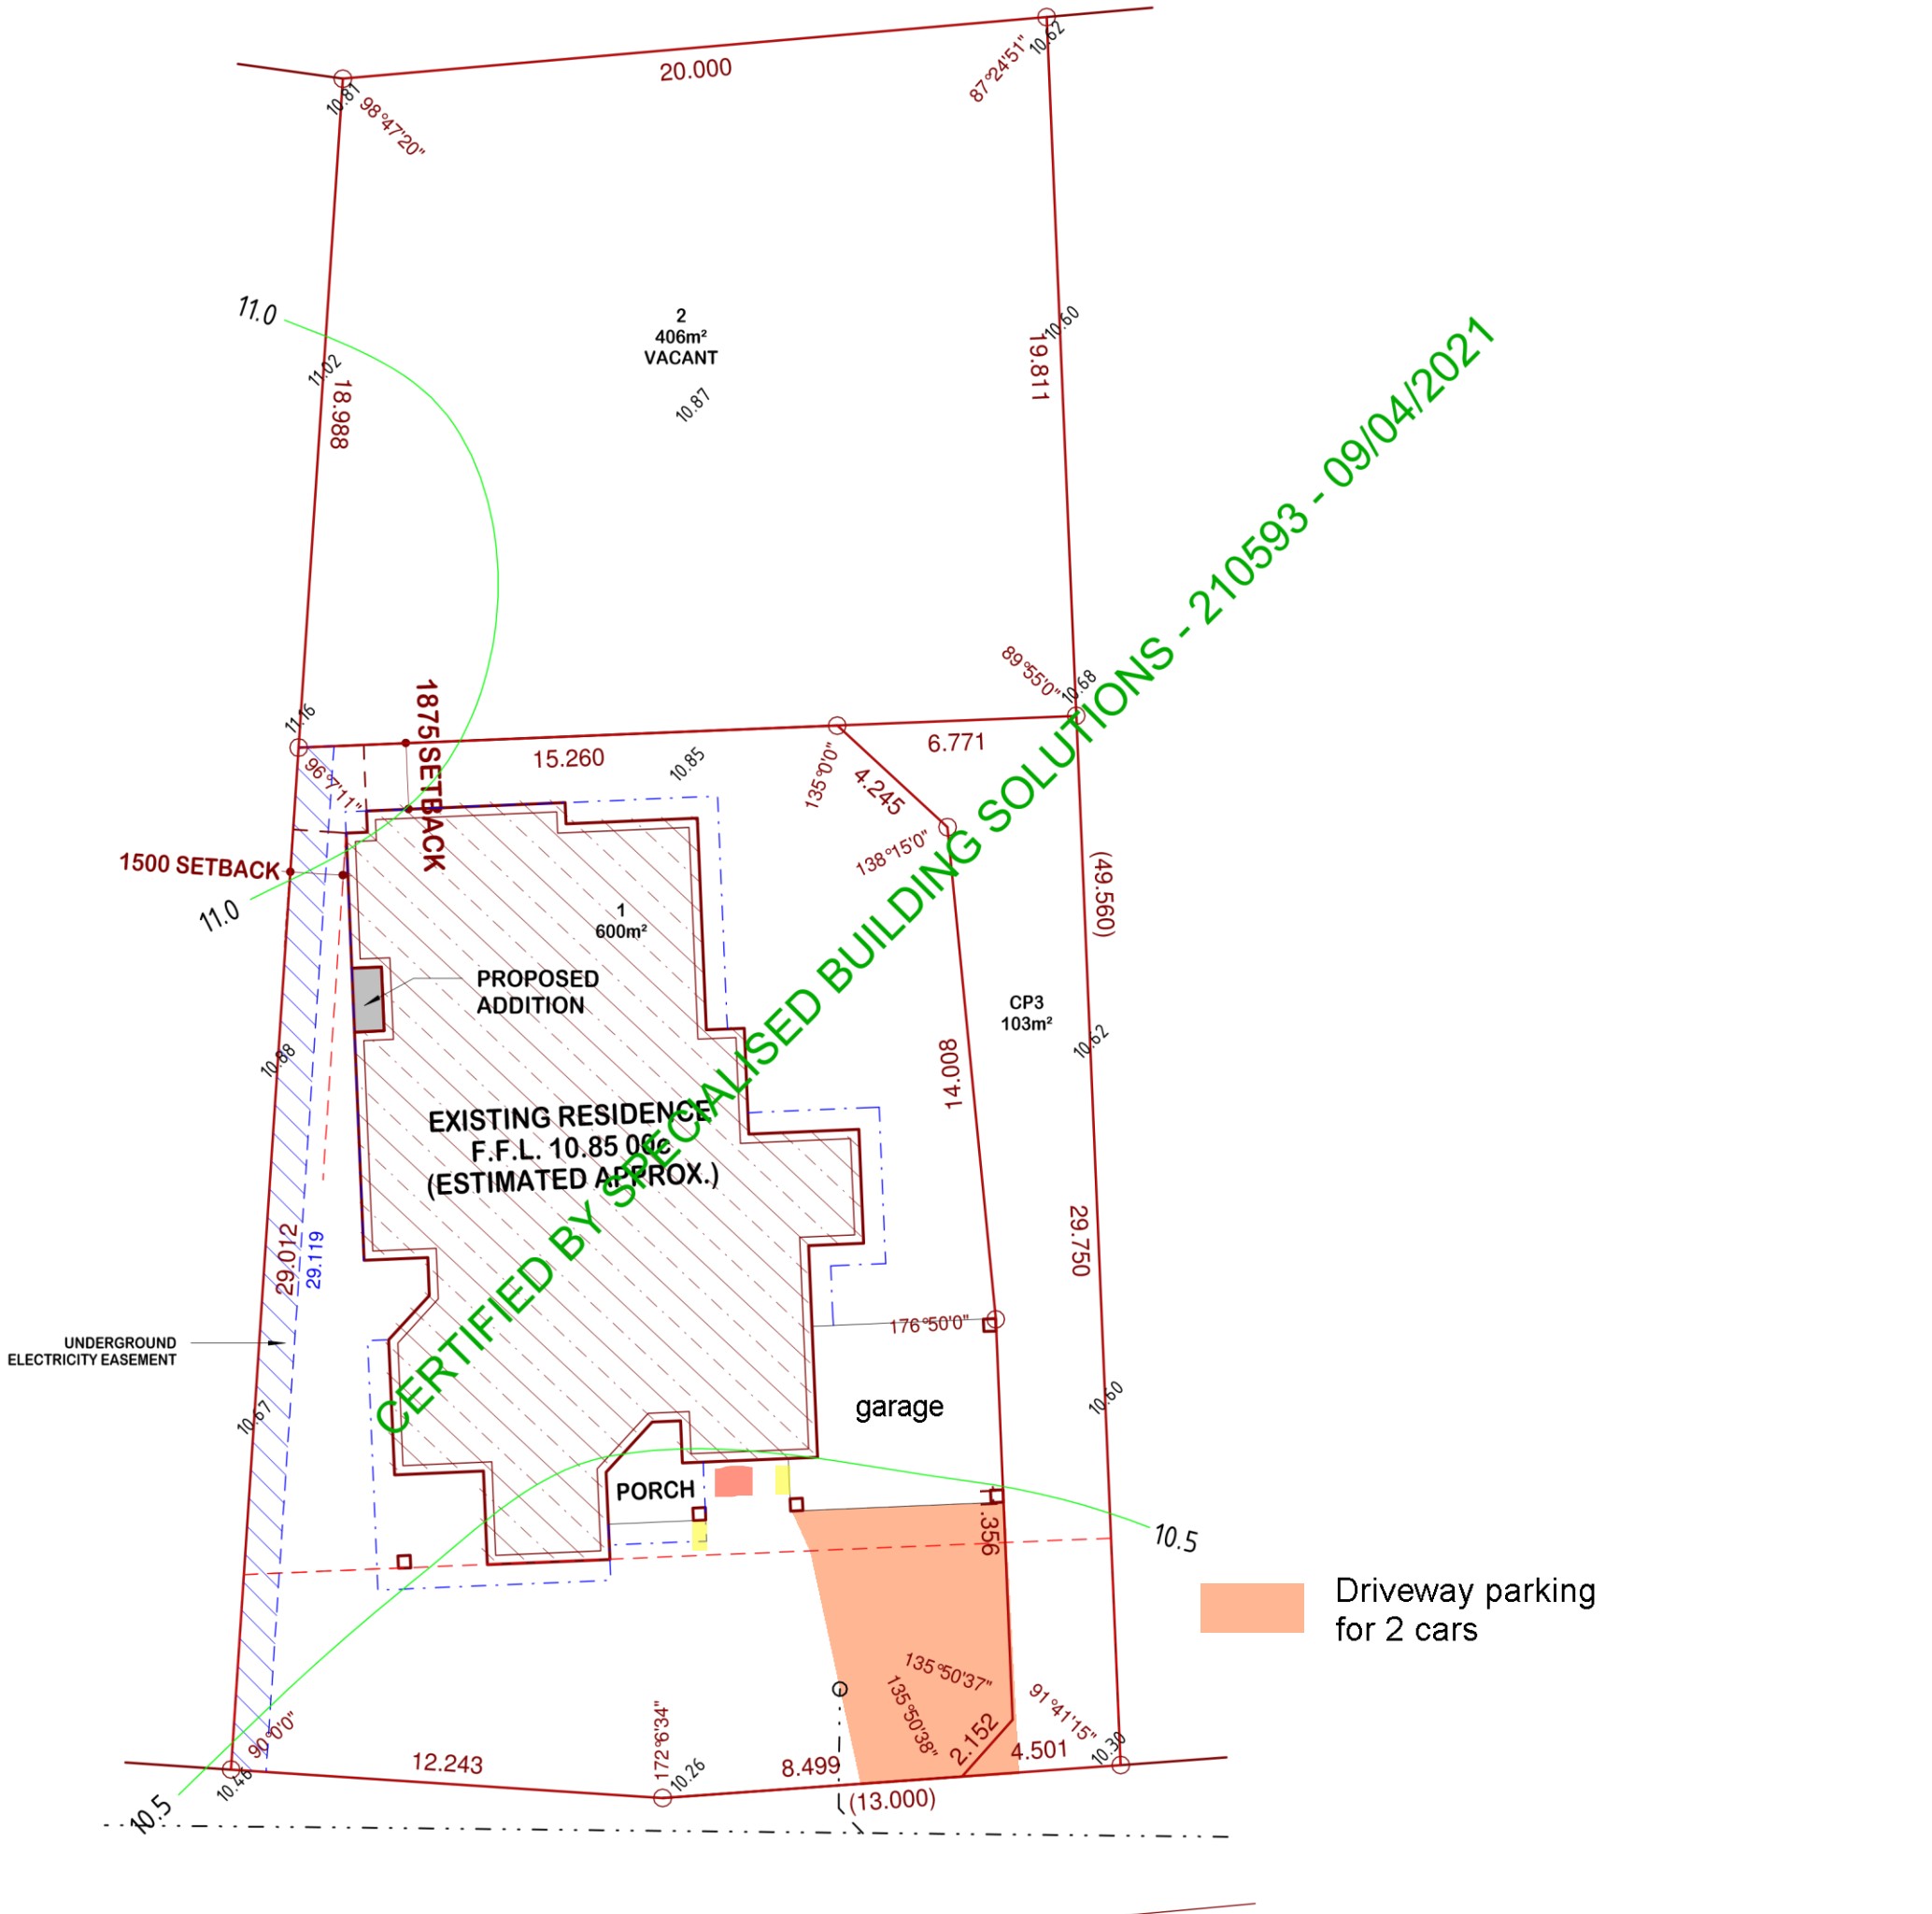 20.000
10.62
87°24'51"
10.81
98°47'20"
11.0
11.02
18.988
2
406m²
VACANT
10.87
10.60
19.811
CERTIFIED BY SPECIALISED BUILDING SOLUTIONS - 210593 - 09/04/2021
89°55'0"
10.68
11.16
96°7'11"
1875 SETBACK
15.260
10.85
135°0'0"
4.245
6.771
138°15'0"
1500 SETBACK
11.0
(49.560)
1
600m²
PROPOSED
ADDITION
CP3
103m²
10.62
10.88
14.008
EXISTING RESIDENCE
F.F.L. 10.85 00c
(ESTIMATED APPROX.)
29.012
29.119
29.750
UNDERGROUND
ELECTRICITY EASEMENT
176°50'0"
10.67
garage
10.60
PORCH
11.356
10.5
Driveway parking
for 2 cars
135°50'37"
135°50'38"
2.152
91°41'15"
90°0'0"
172°6'34"
10.46
12.243
10.26
8.499
4.501
10.30
(13.000)
10.5